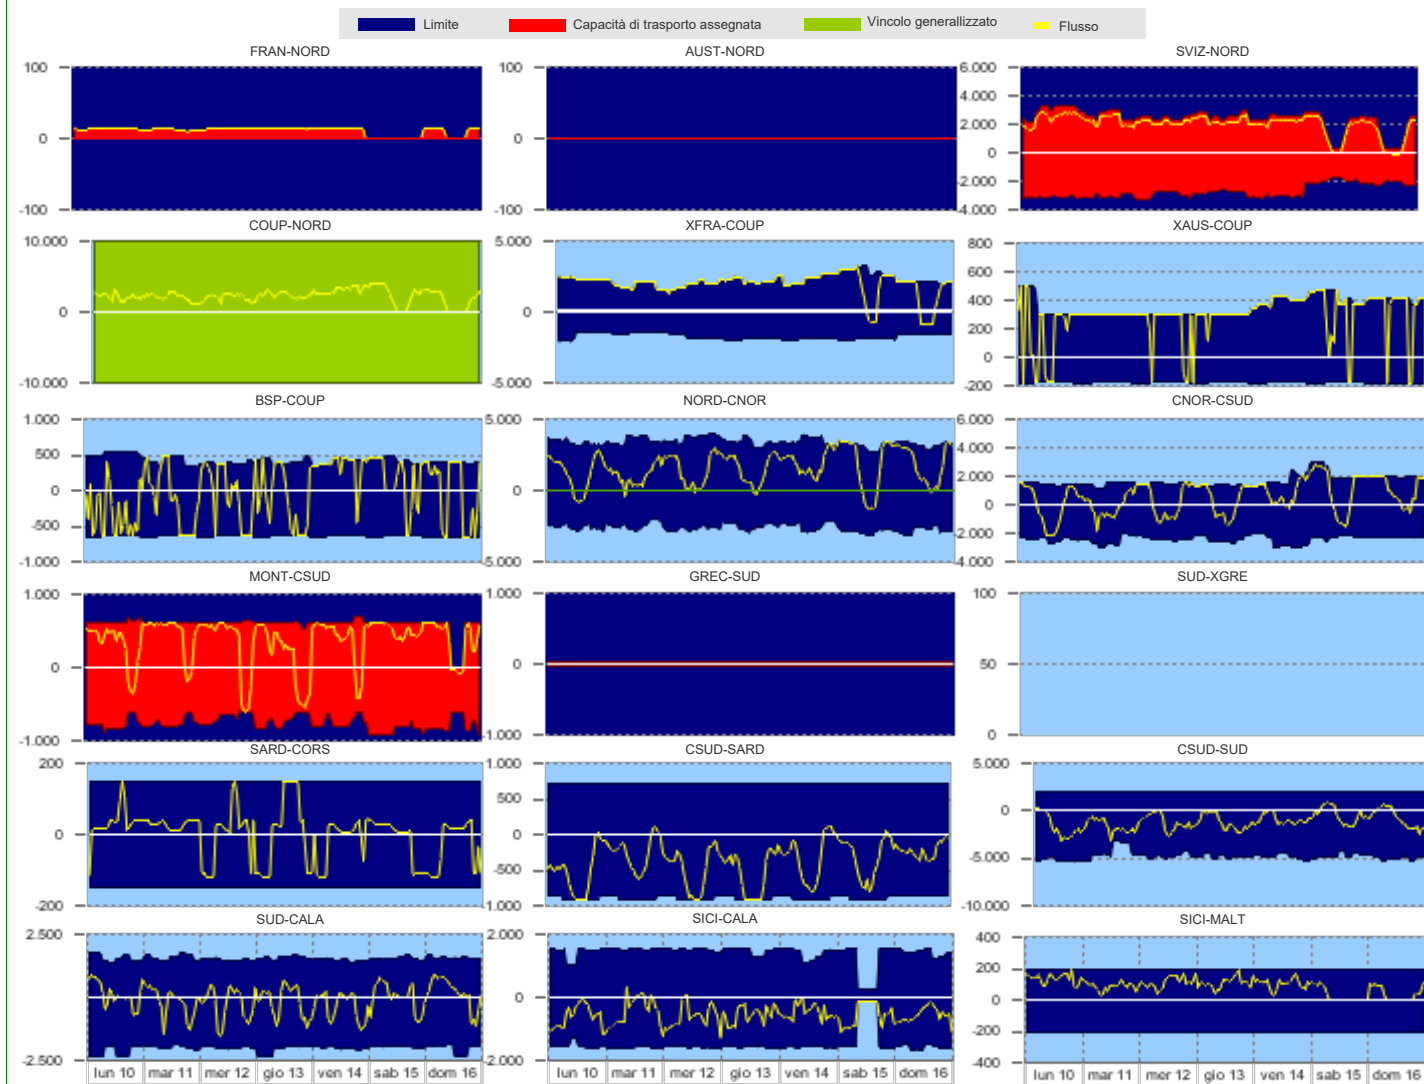 Limite Capacità di trasporto assegnata Vincolo generallizzato Flusso
FRAN-NORD AUST-NORD SVIZ-NORD
100 100 6.000
4.000
2.000
0 0 0
-2.000
-100 -100 -4.000
COUP-NORD XFRA-COUP XAUS-COUP
10.000 5.000 800
600
400
0 0 200
0
-10.000 -5.000 -200
BSP-COUP NORD-CNOR CNOR-CSUD
1.000 5.000 6.000
500 4.000
2.000
0 0 0
-500 2.000
-1.000 -5.000 4.000
MONT-CSUD GREC-SUD SUD-XGRE
1.000 1.000 100
0 0 50
-1.000 -1.000 0
SARD-CORS CSUD-SARD CSUD-SUD
200 1.000 5.000
500
0 0 0
-500 -5.000
-200 -1.000 -10.000
SUD-CALA SICI-CALA SICI-MALT
2.500 2.000 400
200
0 0 0
-200
-2.500 -2.000 -400
lun 10 mar 11 mer 12 gio 13 ven 14 sab 15 dom 16 lun 10 mar 11 mer 12 gio 13 ven 14 sab 15 dom 16 lun 10 mar 11 mer 12 gio 13 ven 14 sab 15 dom 16